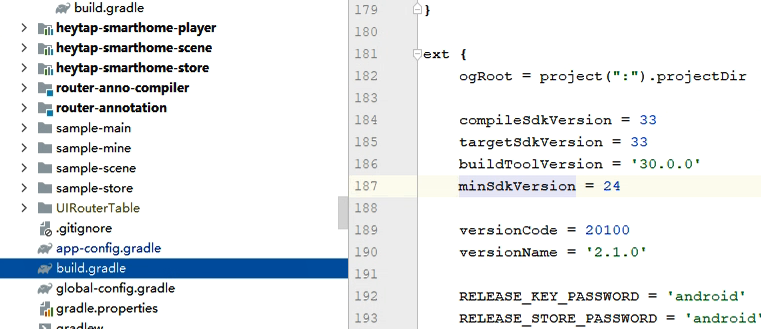 build.gradle
heytap-smarthome-player
heytap-smarthome-scene
heytap-smarthome-store
router-anno-compiler
router-annotation
sample-main
sample-mine
sample-scene
sample-store
UIRouterTable
.gitignore
app-config.gradle
build.gradle
global-config.gradle
gradle.properties
gradlew
179 }
180
181 ext {
182 ogRoot = project(":").projectDir
183
184 compileSdkVersion = 33
185 targetSdkVersion = 33
186 buildToolVersion = '30.0.0'
187 minSdkVersion = 24
188
189 versionCode = 20100
190 versionName = '2.1.0'
191
192 RELEASE_KEY_PASSWORD = 'android'
193 RELEASE_STORE_PASSWORD = 'android'